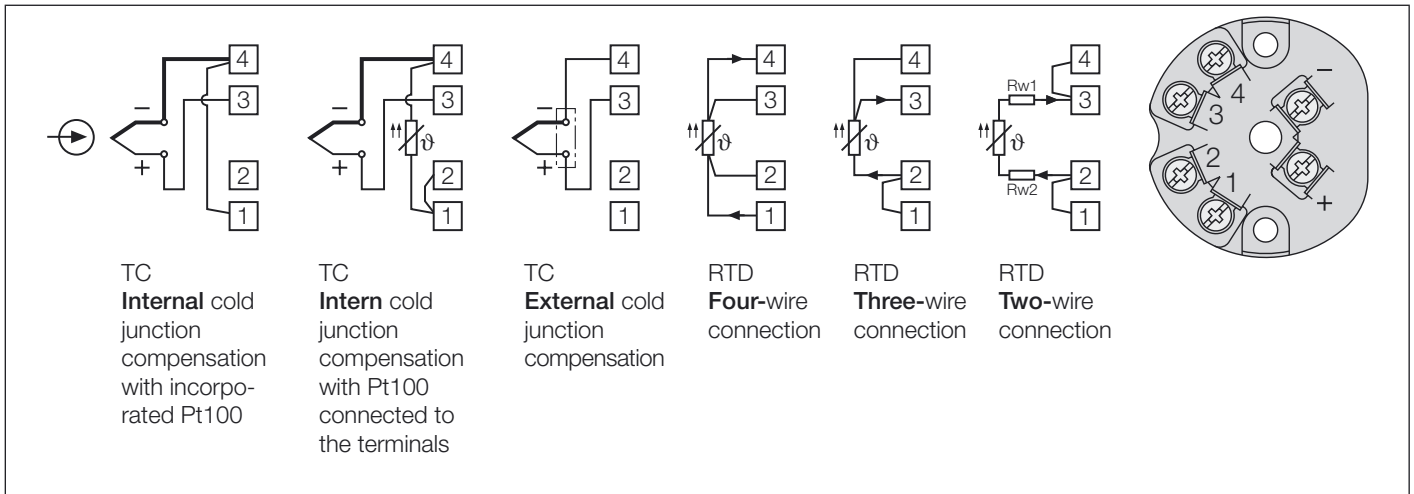 4
3
2
1
−
+
4
3
2
1
−
+
ϑ
4
3
2
1
−
+
4
3
2
1
ϑ
4
3
2
1
ϑ
4
3
2
1
Rw1
Rw2
ϑ
4
3
2
1
−
+
TC
Internal cold
junction
compensation
with incorpo-
rated Pt100
TC
Intern cold
junction
compensation
with Pt100
connected to
the terminals
TC
External cold
junction
compensation
RTD
Four-wire
connection
RTD
Three-wire
connection
RTD
Two-wire
connection